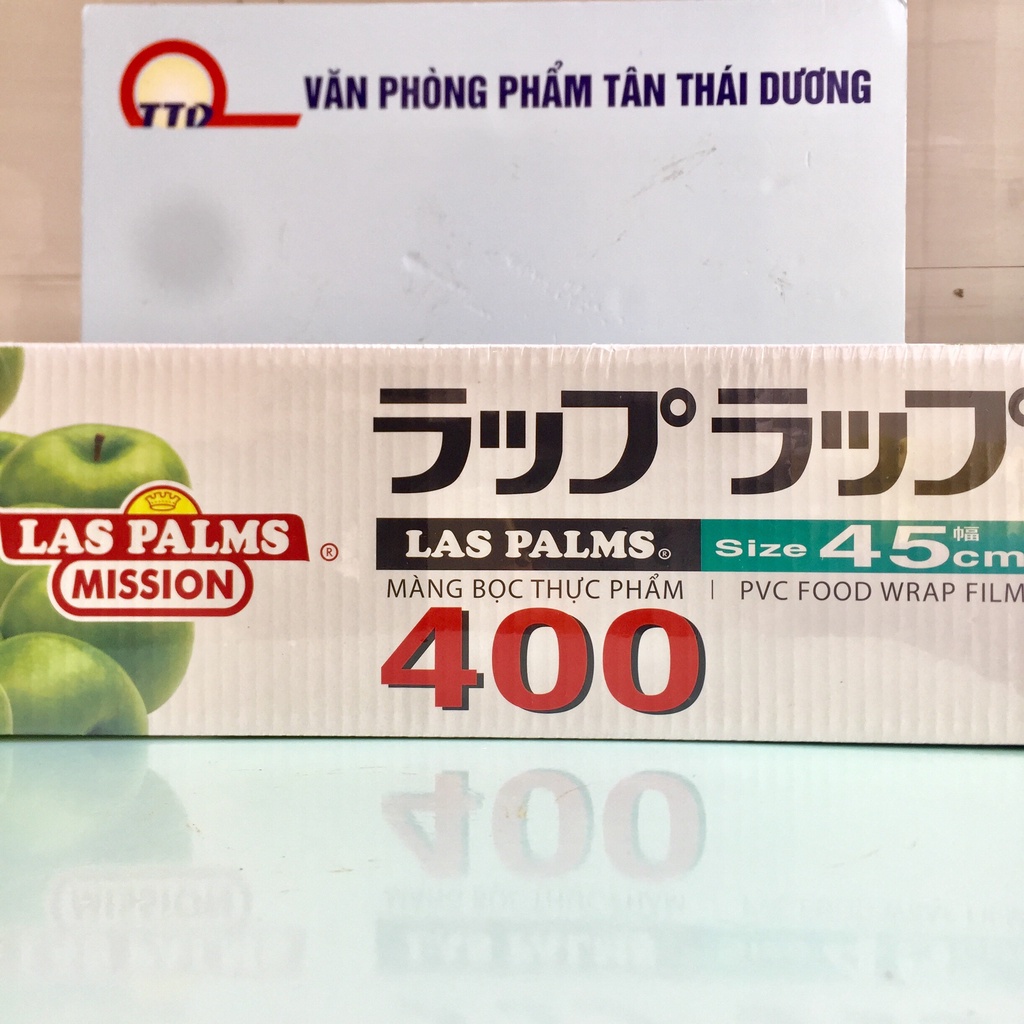 TTD
VĂN PHÒNG PHẨM TÂN THÁI DƯƠNG
ラップ ラップ
LAS PALMS ®
MISSION
LAS PALMS® Size 45幅cm
MÀNG BỌC THỰC PHẨM | PVC FOOD WRAP FILM
400